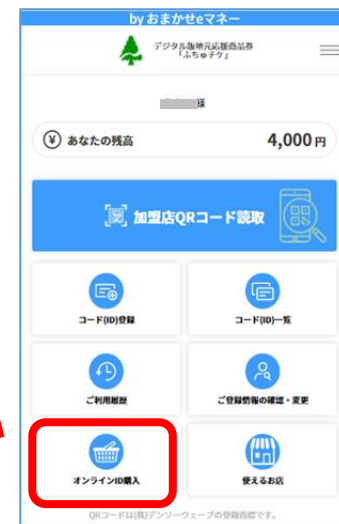 by おまかせeマネー
デジタル版地元応援商品券
「ふちゅチケ」
様
あなたの残高
4,000円
加盟店QRコード読取
コード(ID)登録
コード(ID)一覧
ご利用履歴
ご登録情報の確認・変更
オンラインID購入
使えるお店
QRコードは(株)デンソーウェーブの登録商標です。